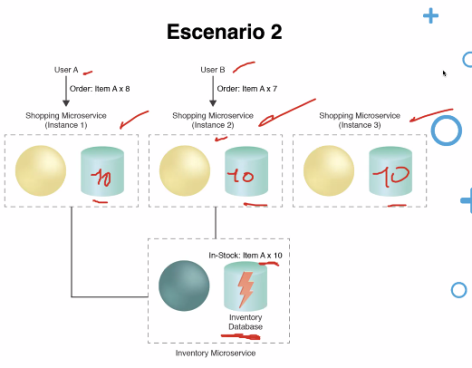 Escenario 2
User A
User B
Order: Item A x 8
Order: Item A x 7
Shopping Microservice
(Instance 1)
Shopping Microservice
(Instance 2)
Shopping Microservice
(Instance 3)
10
10
10
In-Stock: Item A x 10
Inventory
Database
Inventory Microservice